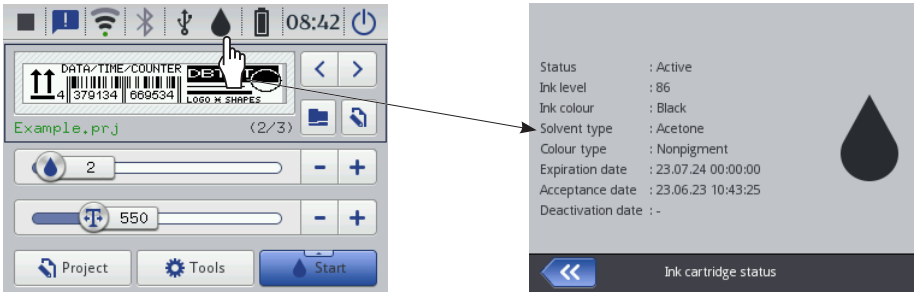 08:42
DATA/TIME/COUNTER
4 379134 669534
LOGO & SHAPES
Example.prj (2/3)
2
- +
550
- +
Project Tools Start
Status : Active
Ink level : 86
Ink colour : Black
Solvent type : Acetone
Colour type : Nonpigment
Expiration date : 23.07.24 00:00:00
Acceptance date : 23.06.23 10:43:25
Deactivation date : -
Ink cartridge status